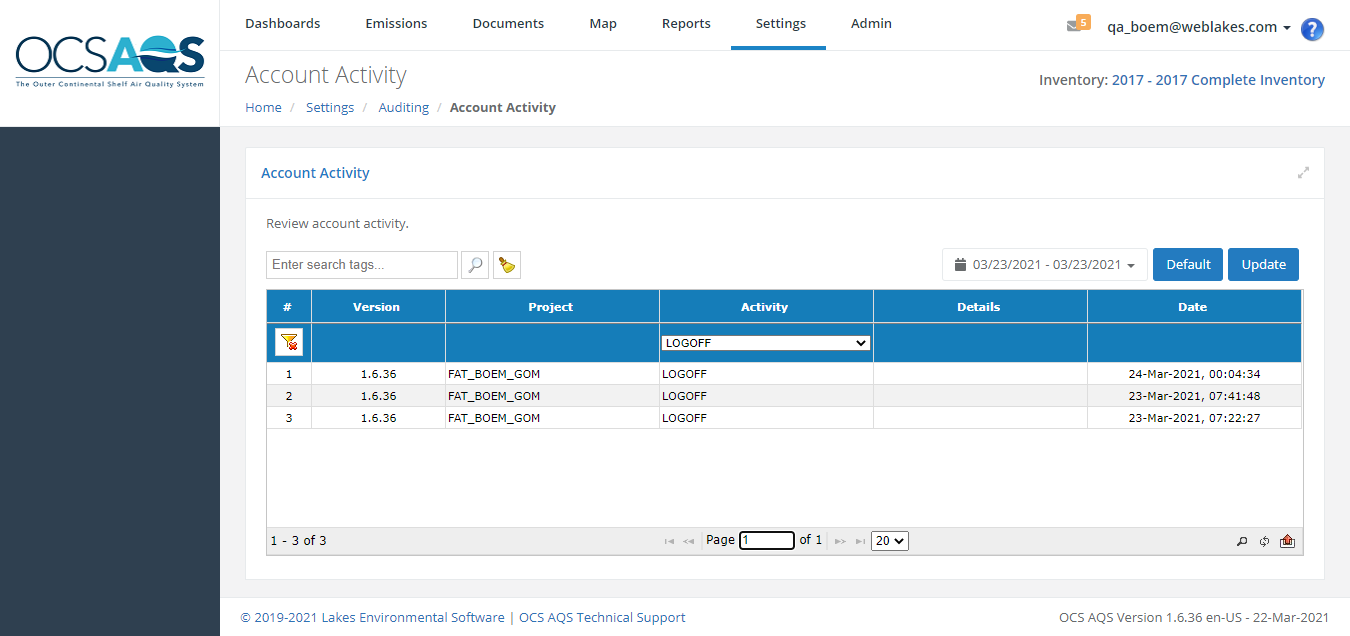 OCSAQS
The Outer Continental Shelf Air Quality System
Dashboards Emissions Documents Map Reports Settings Admin
5 qa_boem@weblakes.com ?
Account Activity
Inventory: 2017 - 2017 Complete Inventory
Home / Settings / Auditing / Account Activity
Account Activity
Review account activity.
Enter search tags... 03/23/2021 - 03/23/2021 Default Update
# Version Project Activity Details Date
LOGOFF
1 1.6.36 FAT_BOEM_GOM LOGOFF 24-Mar-2021, 00:04:34
2 1.6.36 FAT_BOEM_GOM LOGOFF 23-Mar-2021, 07:41:48
3 1.6.36 FAT_BOEM_GOM LOGOFF 23-Mar-2021, 07:22:27
1 - 3 of 3 Page 1 of 1 20
© 2019-2021 Lakes Environmental Software | OCS AQS Technical Support OCS AQS Version 1.6.36 en-US - 22-Mar-2021